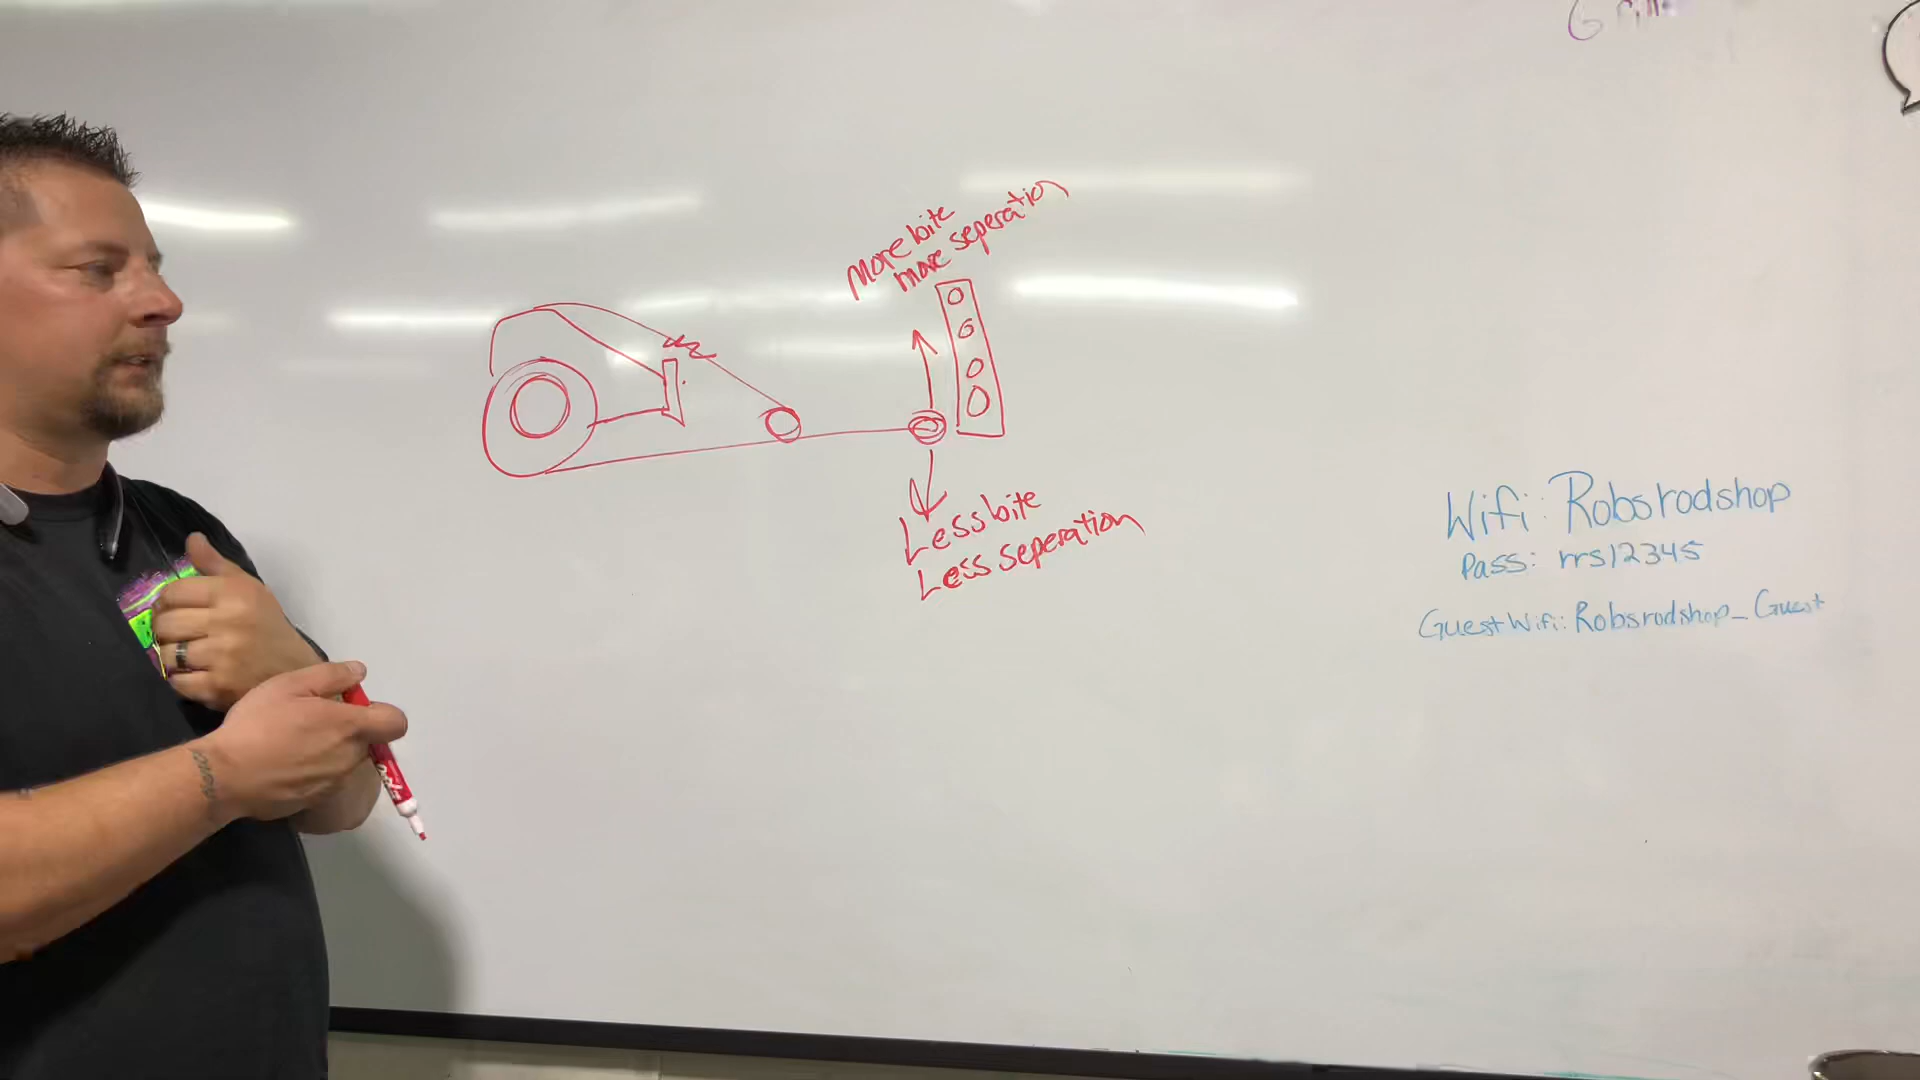 More bite
more seperation
Less bite
Less seperation
Wifi: Robsrodshop
Pass: rrs12345
Guest Wifi: Robsrodshop_Guest